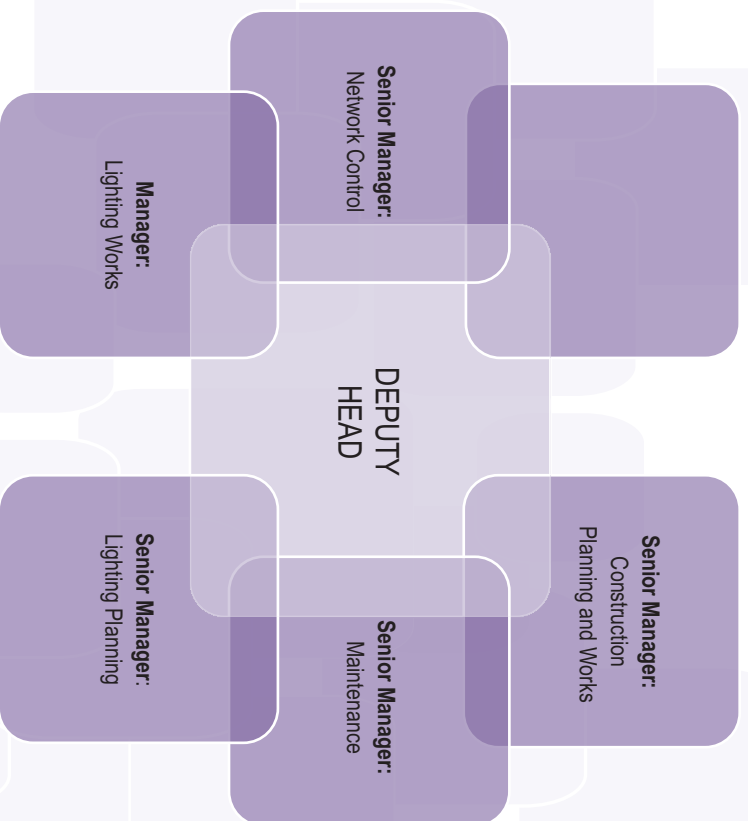 Senior Manager:
Construction
Planning and Works
Senior Manager:
Network Control
DEPUTY
HEAD
Senior Manager:
Maintenance
Manager:
Lighting Works
Senior Manager:
Lighting Planning